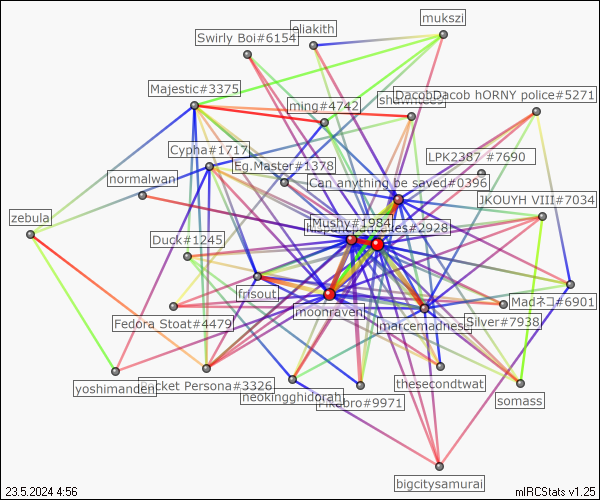 mukszi
eliakith
Swirly Boi#6154
Majestic#3375
DacobDacob hORNY police#5271
ming#4742
Cypha#1717
LPK2387 #7690
Eg.Master#1378
normalwan
Can anything be saved#0396
JKOUYH VIII#7034
zebula
Mushy#1984
#2928
Duck#1245
frisout
Madネコ#6901
moonraven
marcemadness
Silver#7938
Fedora Stoat#4479
yoshimanden
Pocket Persona#3326
thesecondtwat
neokingghidorah
Pikabro#9971
somass
bigcitysamurai
23.5.2024 4:56
mIRCStats v1.25